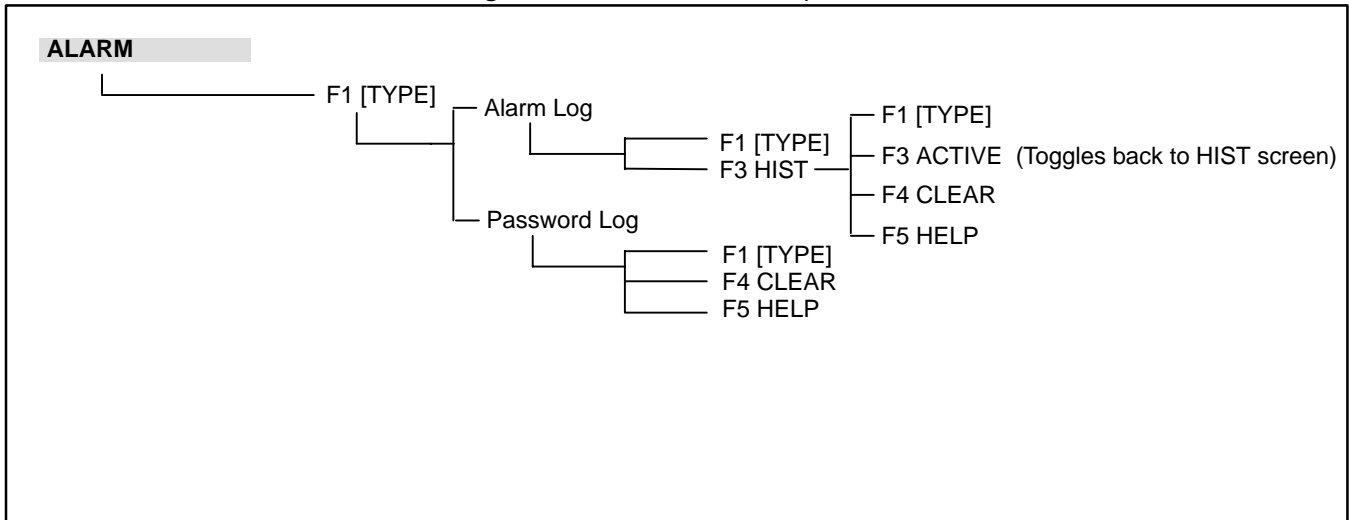 ALARM
F1 [TYPE]
Alarm Log
F1 [TYPE]
F3 HIST
F1 [TYPE]
F3 ACTIVE (Toggles back to HIST screen)
F4 CLEAR
F5 HELP
Password Log
F1 [TYPE]
F4 CLEAR
F5 HELP